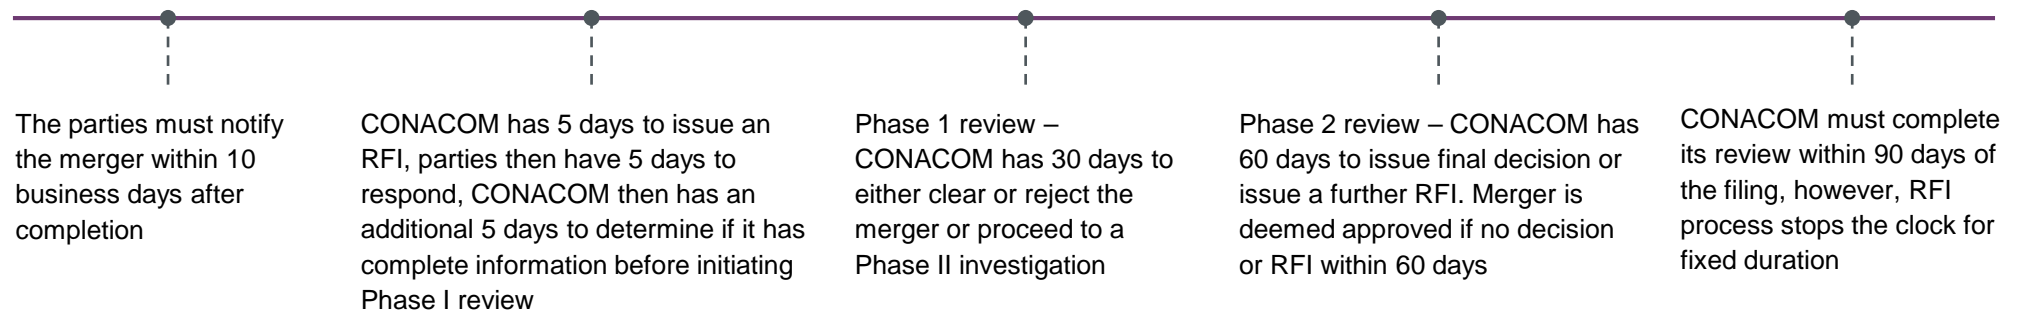 The parties must notify
the merger within 10
business days after
completion
CONACOM has 5 days to issue an
RFI, parties then have 5 days to
respond, CONACOM then has an
additional 5 days to determine if it has
complete information before initiating
Phase I review
Phase 1 review –
CONACOM has 30 days to
either clear or reject the
merger or proceed to a
Phase II investigation
Phase 2 review – CONACOM has
60 days to issue final decision or
issue a further RFI. Merger is
deemed approved if no decision
or RFI within 60 days
CONACOM must complete
its review within 90 days of
the filing, however, RFI
process stops the clock for
fixed duration